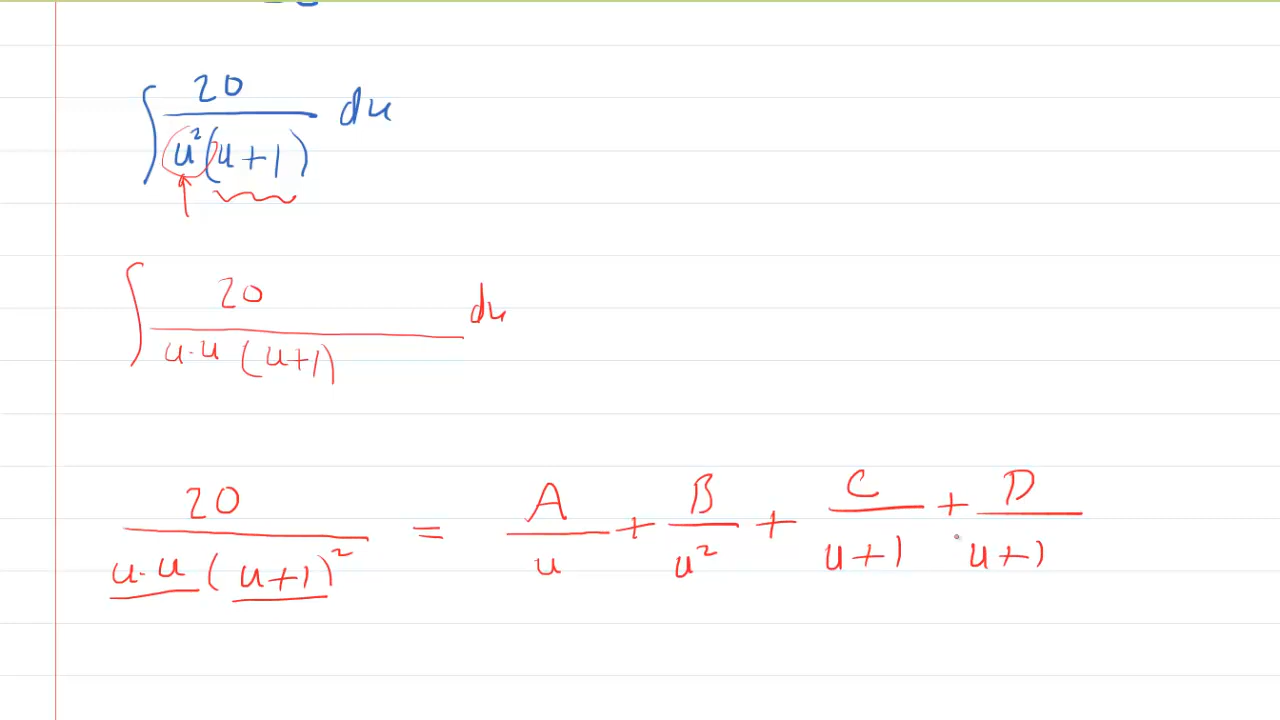 ∫ 20/(u²(u+1)) du
∫ 20/(u·u(u+1)) du
20/(u·u(u+1)²) = A/u + B/u² + C/(u+1) + D/(u+1)